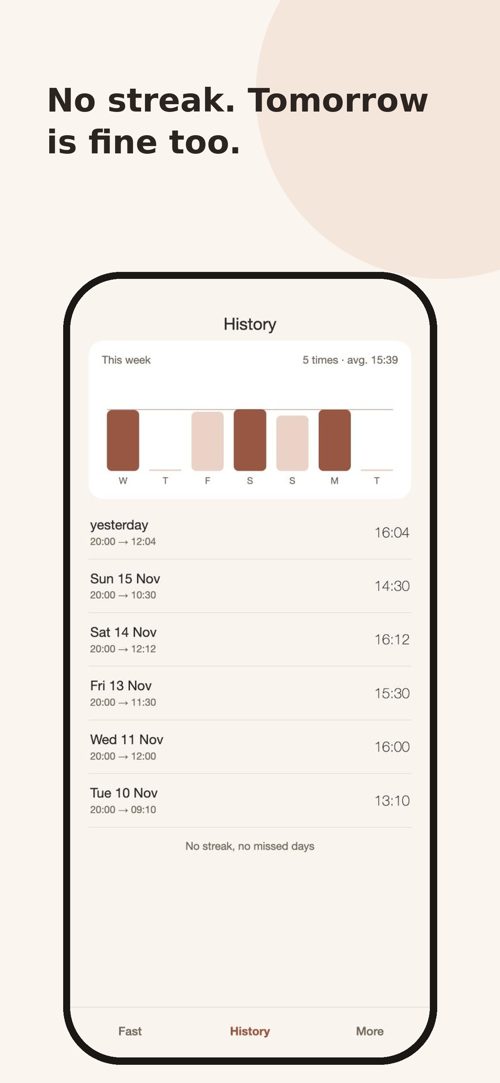 No streak. Tomorrow
is fine too.
History
This week
5 times · avg. 15:39
W T F S S M T
yesterday
20:00 → 12:04
16:04
Sun 15 Nov
20:00 → 10:30
14:30
Sat 14 Nov
20:00 → 12:12
16:12
Fri 13 Nov
20:00 → 11:30
15:30
Wed 11 Nov
20:00 → 12:00
16:00
Tue 10 Nov
20:00 → 09:10
13:10
No streak, no missed days
Fast History More